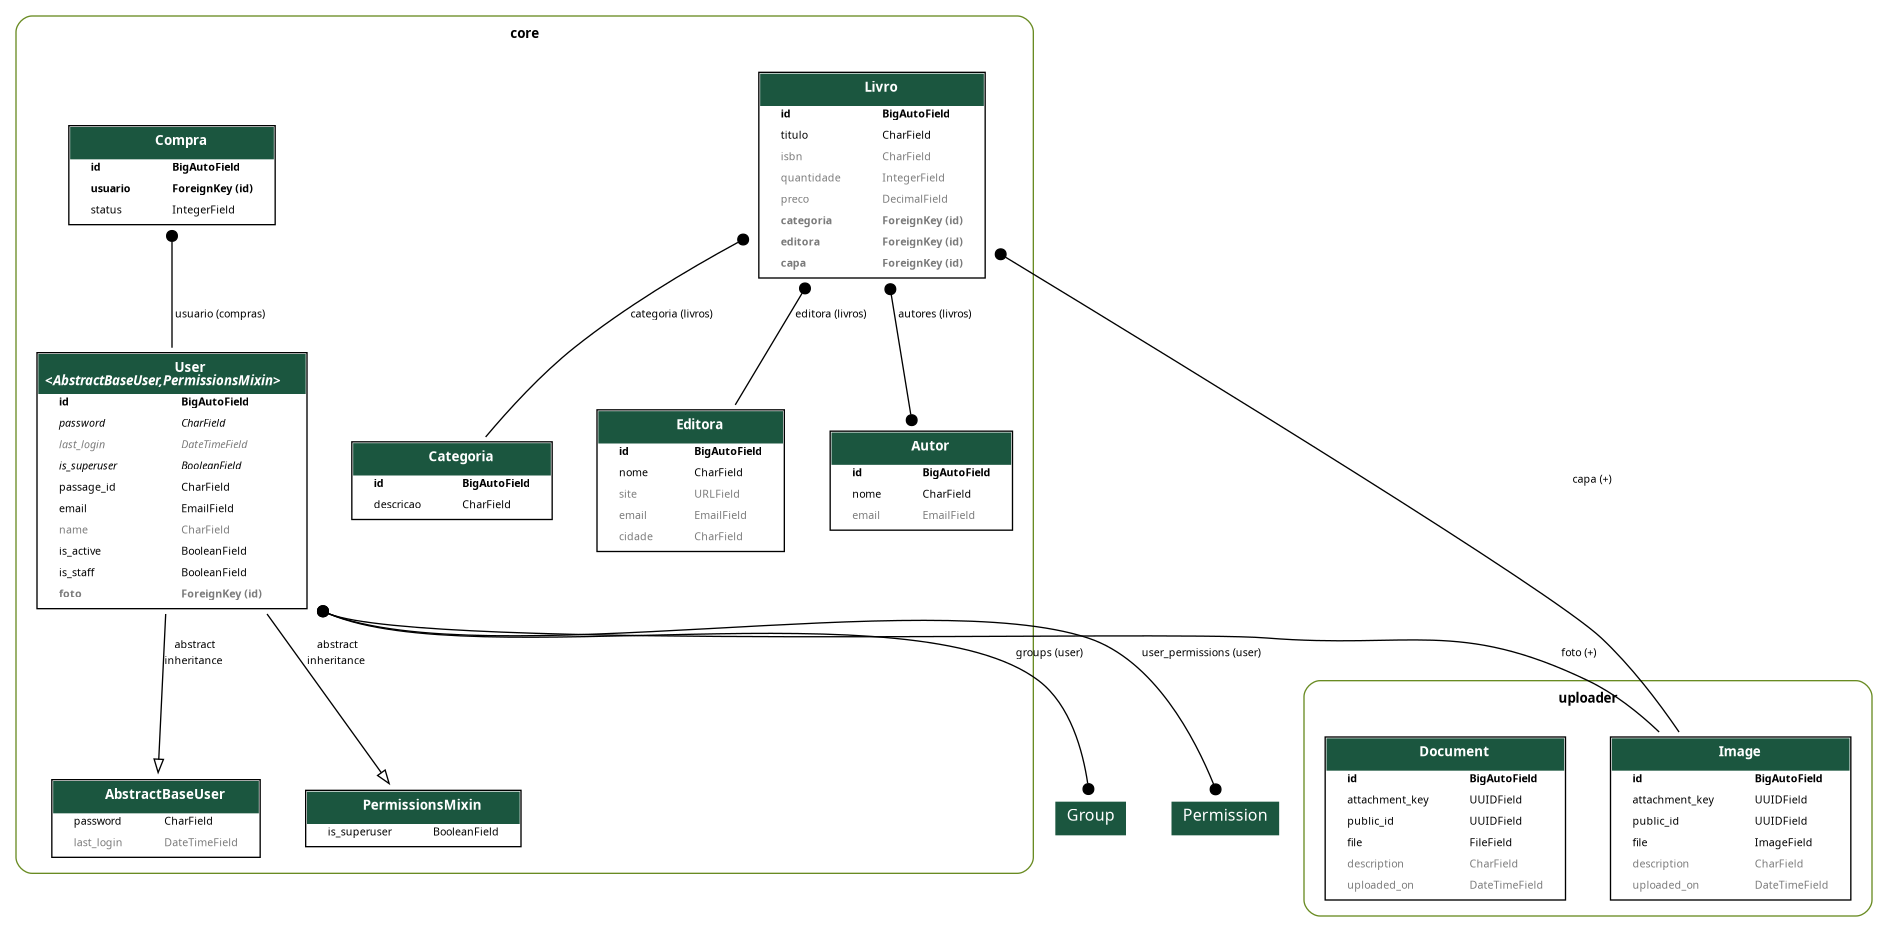 core
Livro
id BigAutoField
titulo CharField
isbn CharField
quantidade IntegerField
preco DecimalField
categoria ForeignKey (id)
editora ForeignKey (id)
capa ForeignKey (id)
Compra
id BigAutoField
usuario ForeignKey (id)
status IntegerField
usuario (compras)
categoria (livros)
editora (livros)
autores (livros)
capa (+)
User
<AbstractBaseUser,PermissionsMixin>
id BigAutoField
password CharField
last_login DateTimeField
is_superuser BooleanField
passage_id CharField
email EmailField
name CharField
is_active BooleanField
is_staff BooleanField
foto ForeignKey (id)
Categoria
id BigAutoField
descricao CharField
Editora
id BigAutoField
nome CharField
site URLField
email EmailField
cidade CharField
Autor
id BigAutoField
nome CharField
email EmailField
abstract
inheritance
abstract
inheritance
groups (user)
user_permissions (user)
foto (+)
AbstractBaseUser
password CharField
last_login DateTimeField
PermissionsMixin
is_superuser BooleanField
Group
Permission
uploader
Document
id BigAutoField
attachment_key UUIDField
public_id UUIDField
file FileField
description CharField
uploaded_on DateTimeField
Image
id BigAutoField
attachment_key UUIDField
public_id UUIDField
file ImageField
description CharField
uploaded_on DateTimeField